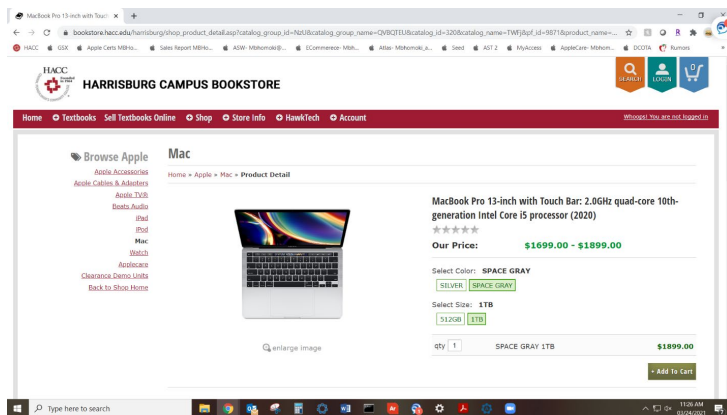 MacBook Pro 13-inch with Touch
bookstore.hacc.edu/harrisburg/shop_product_detail.asp?catalog_group_id=NzU&catalog_group_name=QVBQTEU&catalog_id=320&catalog_name=TWFj&pf_id=9871&product_name=...
HACC GSX Apple Certs MBHo... Sales Report MBHo... ASW- Mbhomoki@... ECommerece- Mbh... Atlas- Mbhomoki_x... Seed AST 2 MyAccess AppleCare- Mbhom... DCOTA Rumors
HACC
HARRISBURG CAMPUS BOOKSTORE
SEARCH LOGIN 0
Home Textbooks Sell Textbooks Online Shop Store Info HawkTech Account Whoops! You are not logged in
Browse Apple
Apple Accessories
Apple Cables & Adapters
Apple TV/R
Beats Audio
iPad
iPod
Mac
Watch
Applecare
Clearance Demo Units
Back to Shop Home
Mac
Home » Apple » Mac » Product Detail
enlarge image
MacBook Pro 13-inch with Touch Bar: 2.0GHz quad-core 10th-
generation Intel Core i5 processor (2020)
Our Price: $1699.00 - $1899.00
Select Color: SPACE GRAY
SILVER SPACE GRAY
Select Size: 1TB
512GB 1TB
qty 1 SPACE GRAY 1TB $1899.00
+ Add To Cart
Type here to search
11:26 AM
03/24/2021